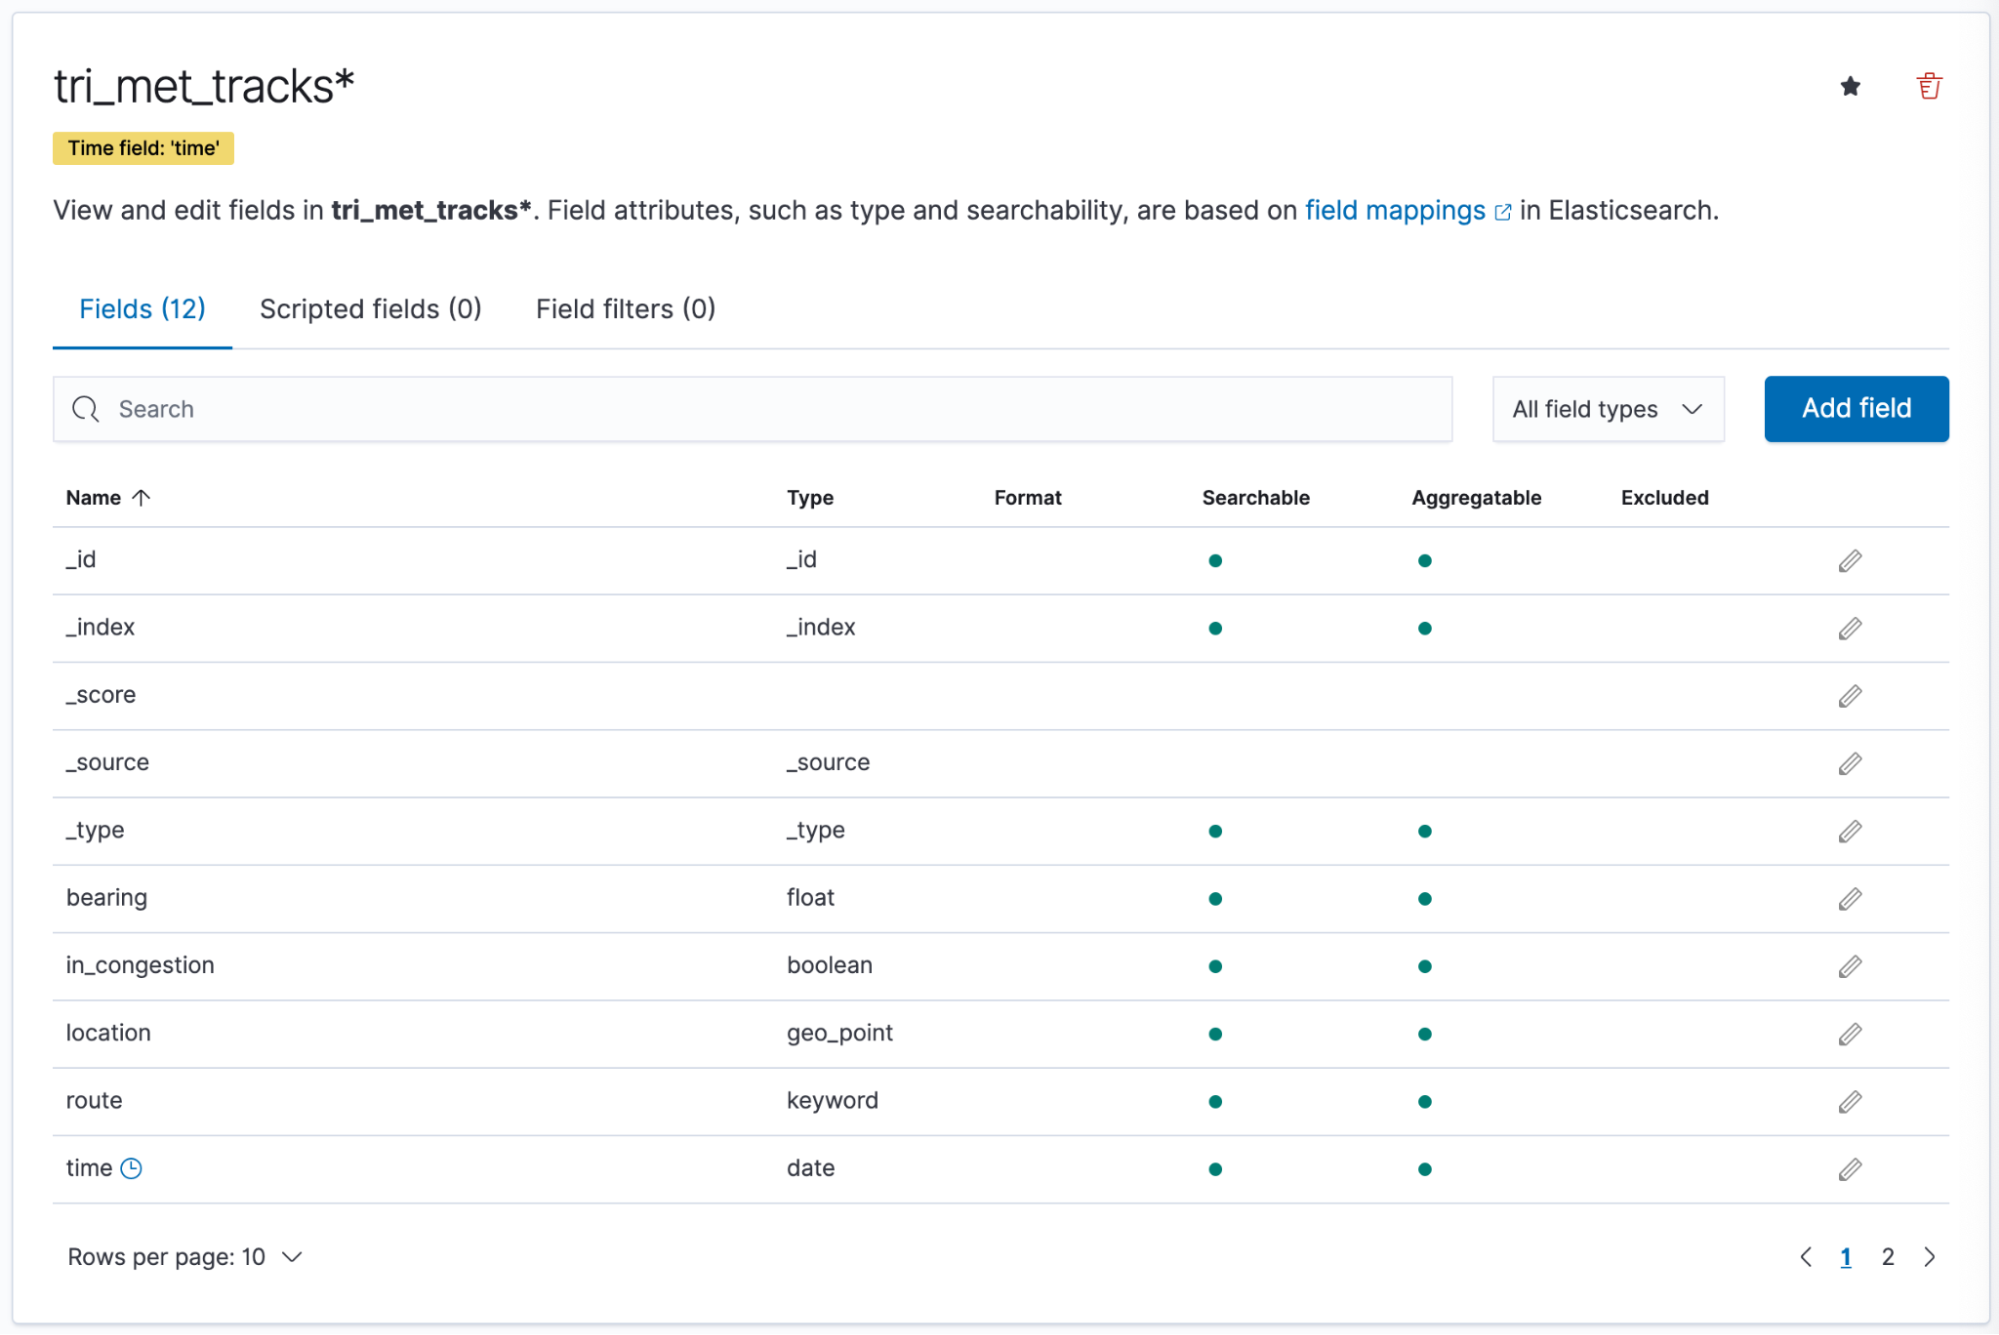 tri_met_tracks*
Time field: 'time'
View and edit fields in tri_met_tracks*. Field attributes, such as type and searchability, are based on field mappings in Elasticsearch.
Fields (12) Scripted fields (0) Field filters (0)
Search All field types Add field
Name Type Format Searchable Aggregatable Excluded
_id _id
_index _index
_score
_source _source
_type _type
bearing float
in_congestion boolean
location geo_point
route keyword
time date
Rows per page: 10 1 2